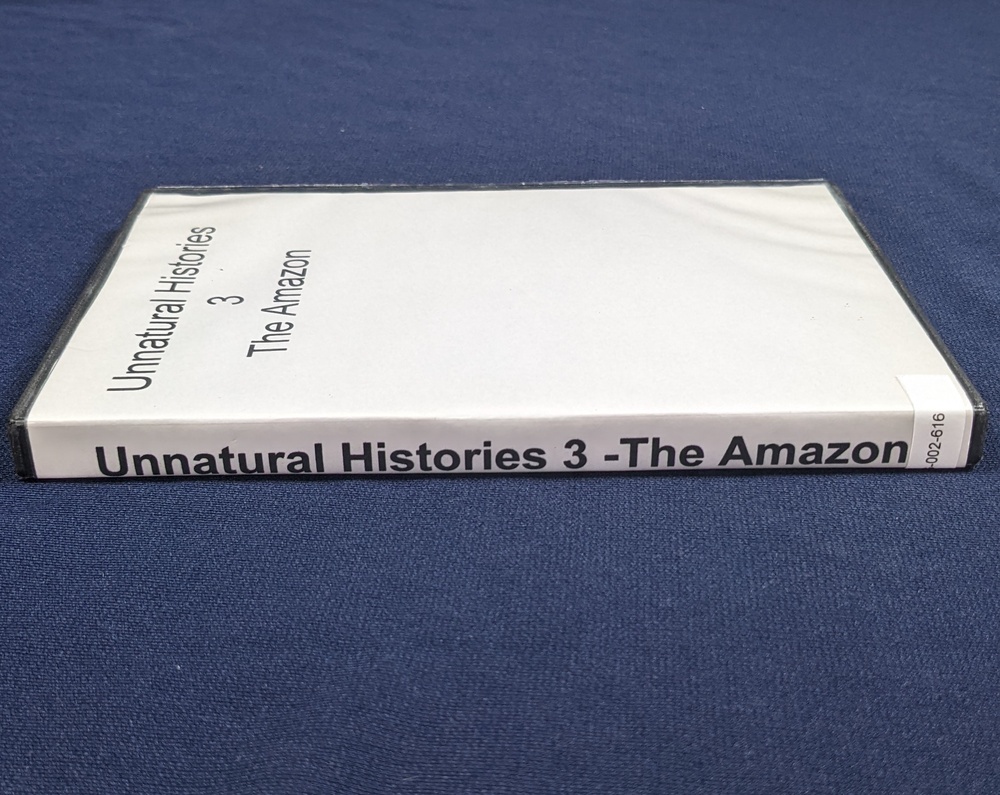 Unnatural Histories
3
The Amazon
Unnatural Histories 3 -The Amazon
-002-616